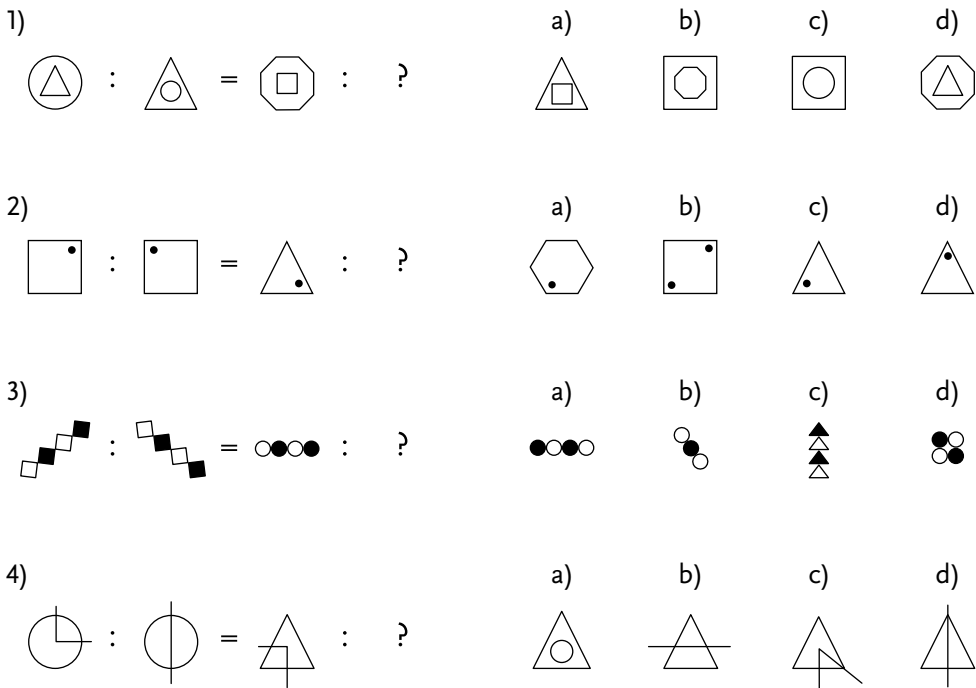 1) a) b) c) d)
: = : ?
2) a) b) c) d)
: = : ?
3) a) b) c) d)
: = : ?
4) a) b) c) d)
: = : ?